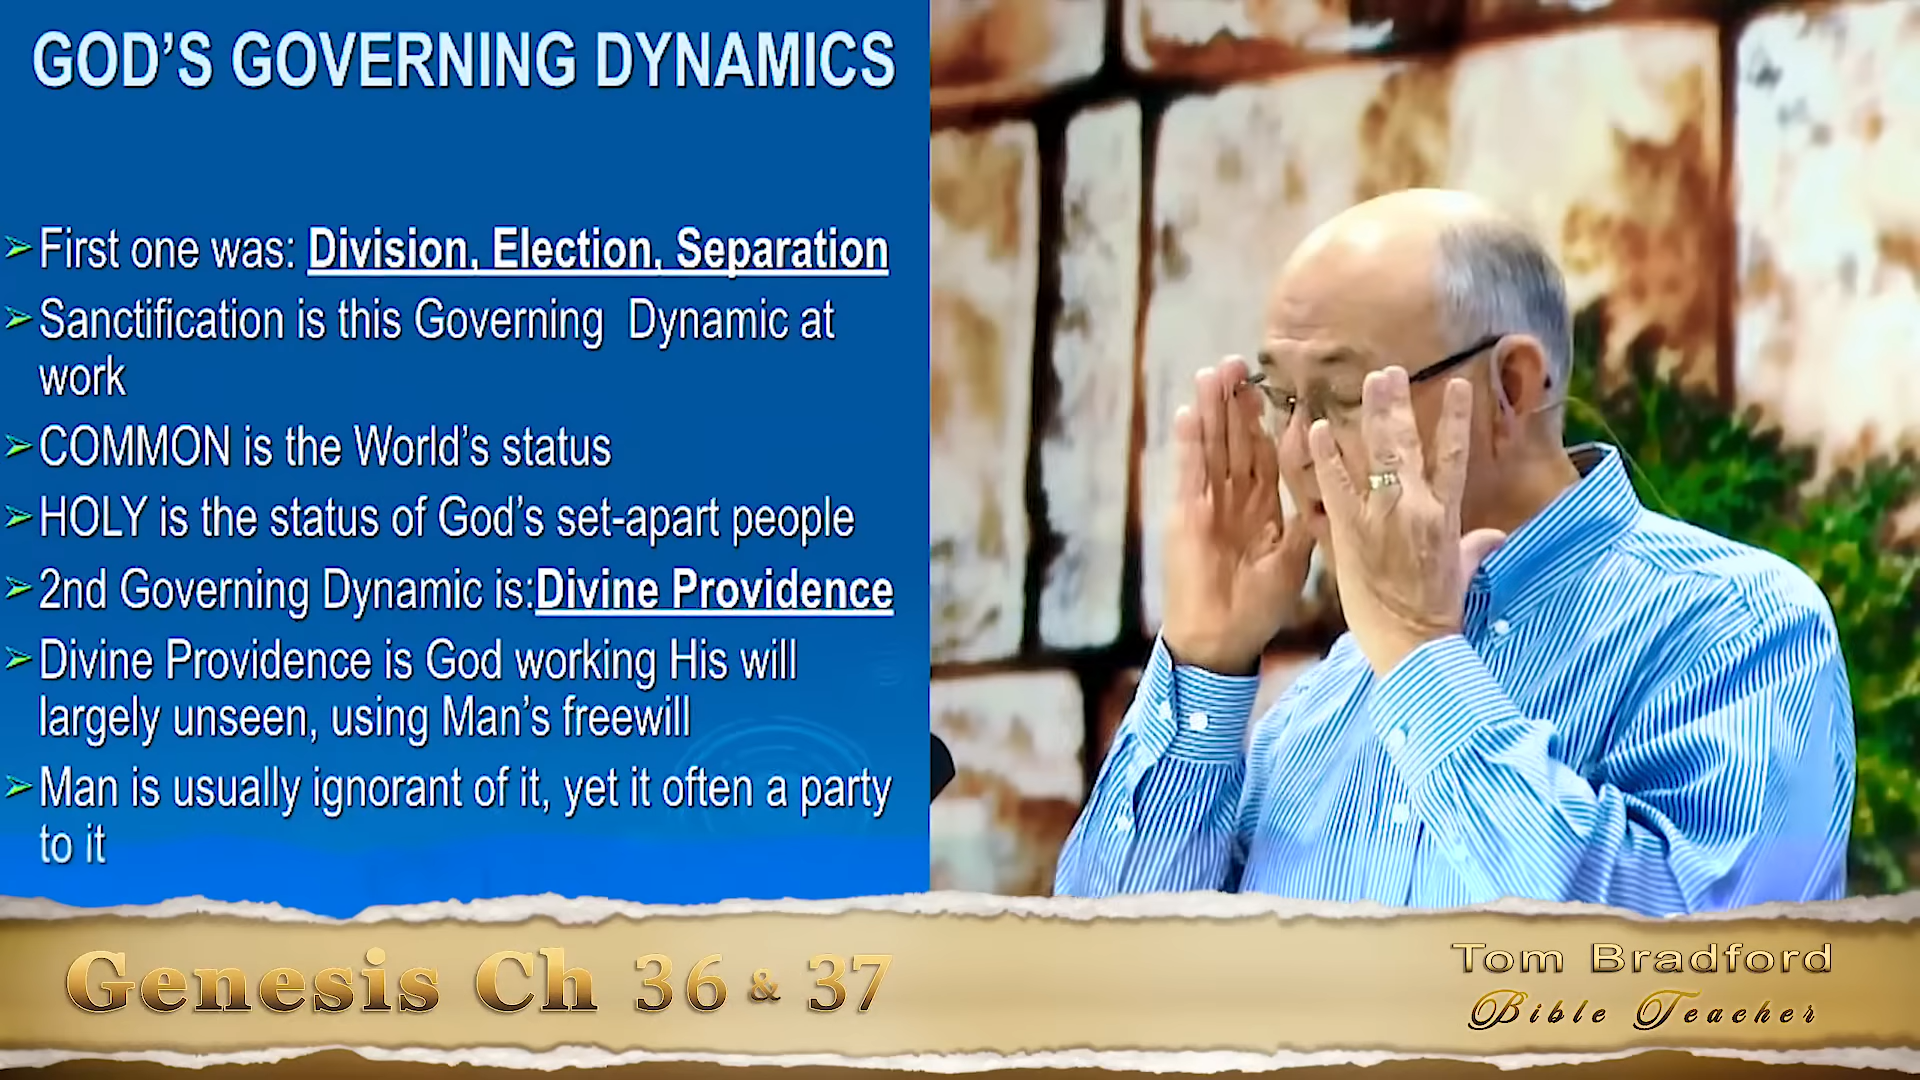 GOD'S GOVERNING DYNAMICS
➢ First one was: Division, Election, Separation
➢ Sanctification is this Governing Dynamic at
work
➢ COMMON is the World's status
➢ HOLY is the status of God's set-apart people
➢ 2nd Governing Dynamic is:Divine Providence
➢ Divine Providence is God working His will
largely unseen, using Man's freewill
➢ Man is usually ignorant of it, yet it often a party
to it
Genesis Ch 36 & 37
Tom Bradford
Bible Teacher